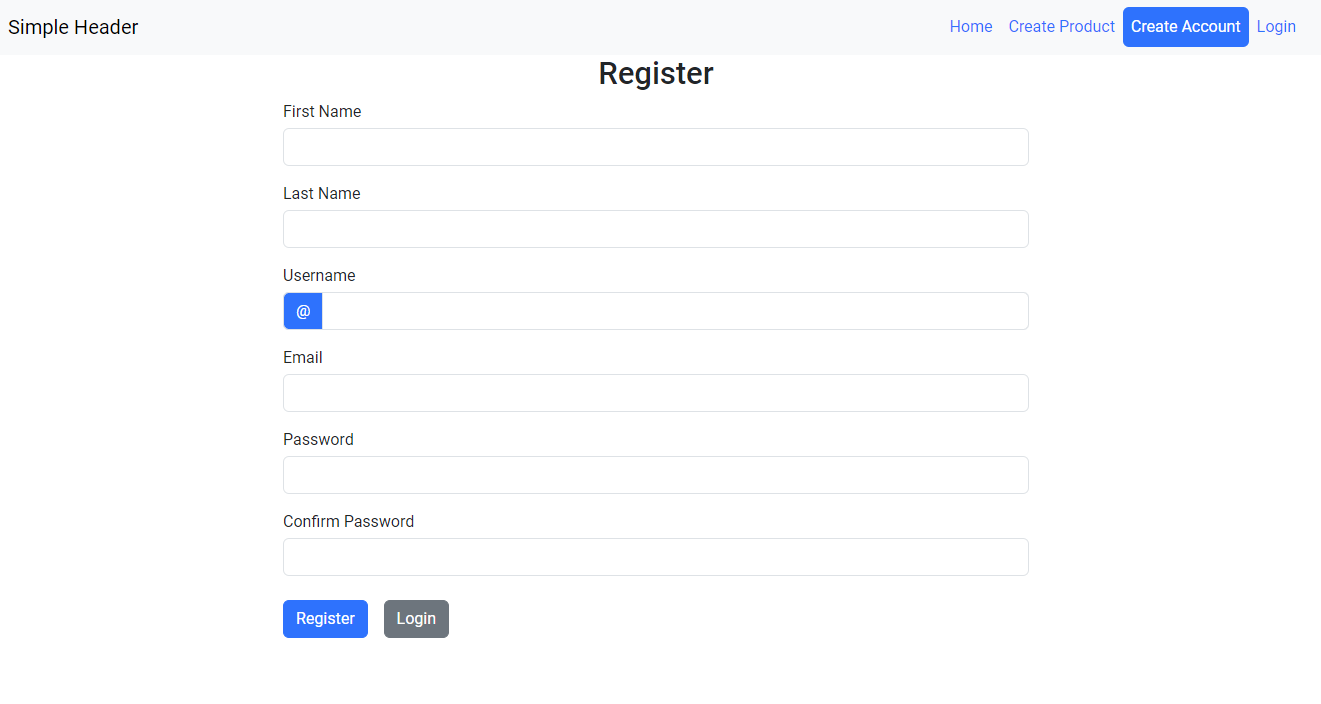 Simple Header Home Create Product Create Account Login
Register
First Name
Last Name
Username
@
Email
Password
Confirm Password
Register Login